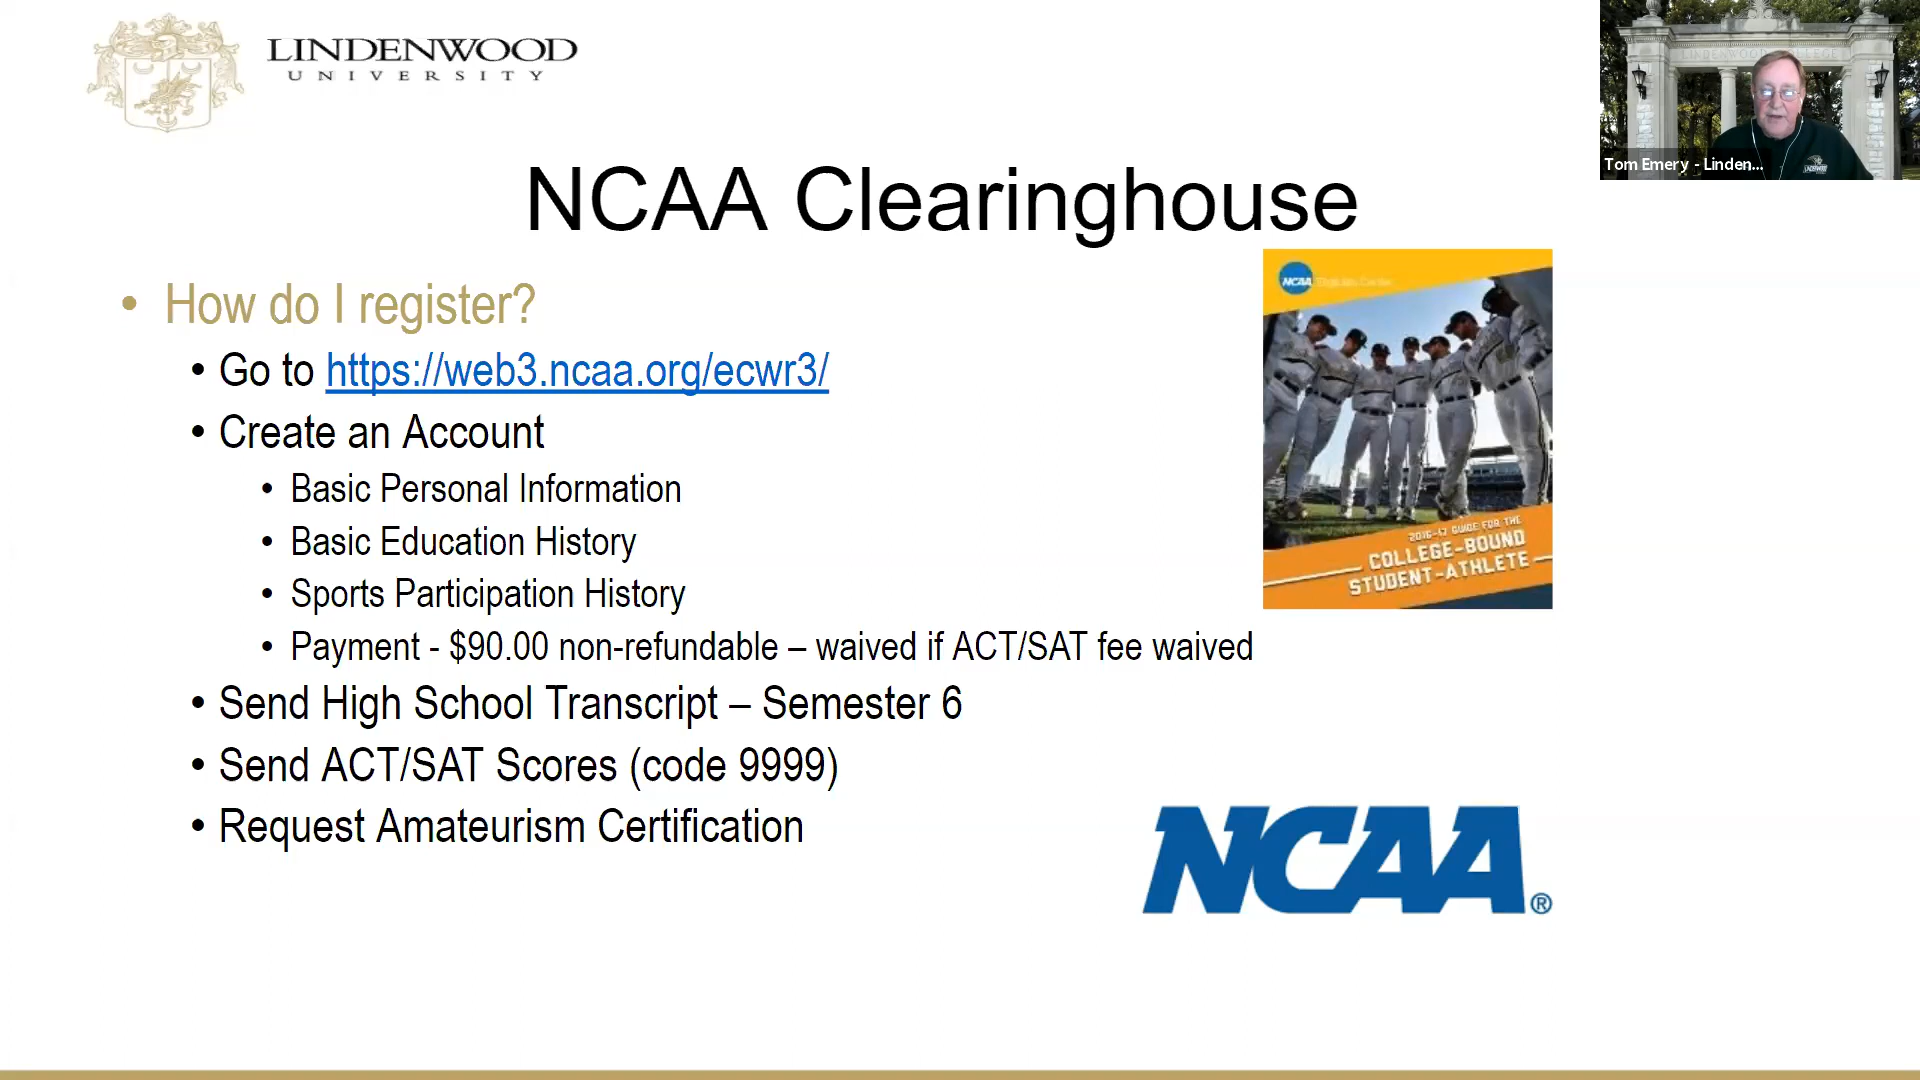 LINDENWOOD
UNIVERSITY
Tom Emery - Linden...
NCAA Clearinghouse
• How do I register?
• Go to https://web3.ncaa.org/ecwr3/
• Create an Account
• Basic Personal Information
• Basic Education History
• Sports Participation History
• Payment - $90.00 non-refundable – waived if ACT/SAT fee waived
• Send High School Transcript – Semester 6
• Send ACT/SAT Scores (code 9999)
• Request Amateurism Certification
NCAA
2016-17 GUIDE FOR THE
COLLEGE-BOUND
STUDENT-ATHLETE
NCAA®